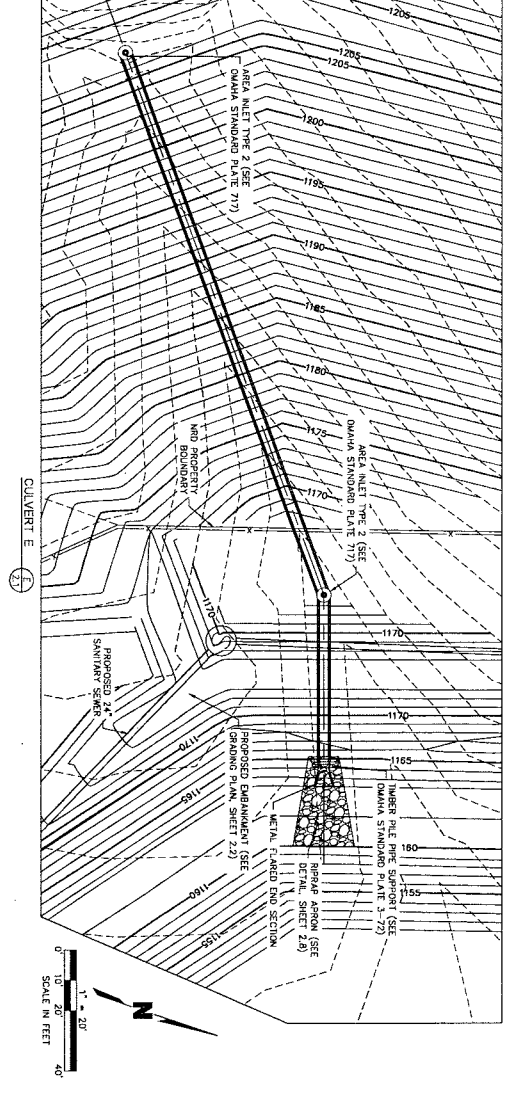 1205
1205
1205
1200
1195
1190
1185
1180
1175
1170
AREA INLET TYPE 2 (SEE
OMAHA STANDARD PLATE 717)
AREA INLET TYPE 2 (SEE
OMAHA STANDARD PLATE 717)
NRD PROPERTY
BOUNDARY
X
X
X
1170
1170
1170
1170
1165
1165
160
1155
1160
1155
PROPOSED 24"
SANITARY SEWER
PROPOSED EMBANKMENT (SEE
GRADING PLAN, SHEET 2.2)
TIMBER PILE PIPE SUPPORT (SEE
OMAHA STANDARD PLATE 3-72)
RIPRAP APRON (SEE
DETAIL, SHEET 2.8)
METAL FLARED END SECTION
CULVERT E
E
2.1
N
1" = 20'
0' 10' 20' 40'
SCALE IN FEET